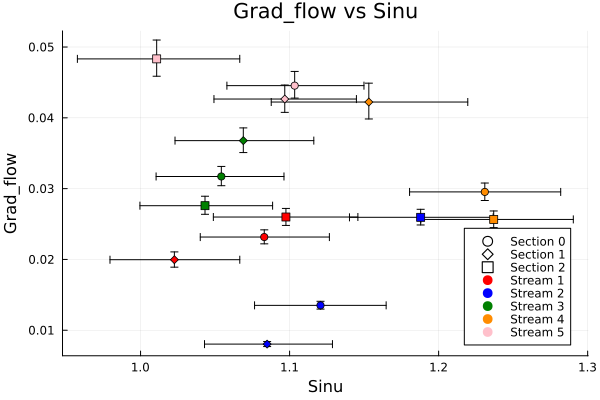 Grad_flow vs Sinu
Grad_flow
0.05
0.04
0.03
0.02
0.01
1.0
1.1
1.2
1.3
Sinu
Section 0
Section 1
Section 2
Stream 1
Stream 2
Stream 3
Stream 4
Stream 5